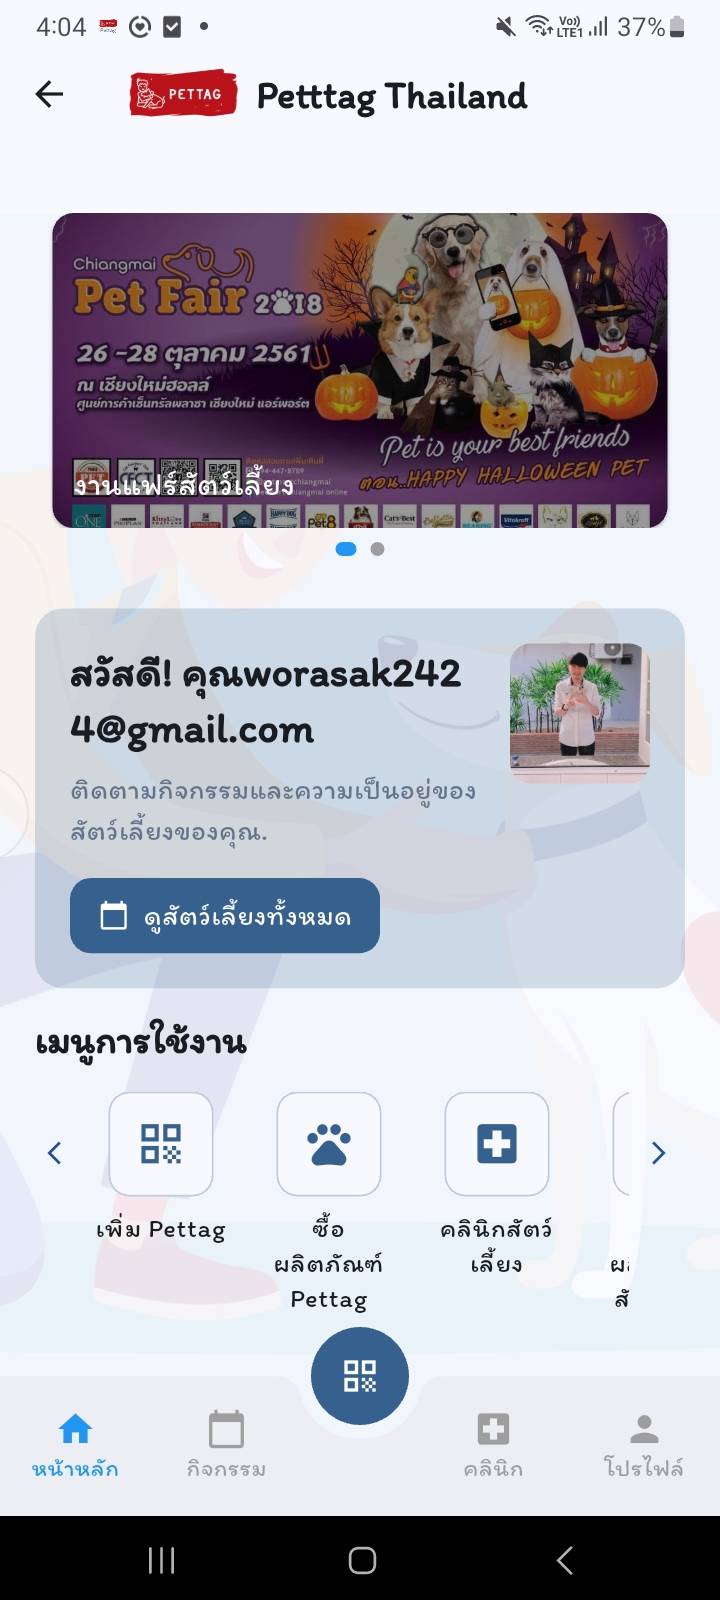 4:04
Vo))
LTE1
37%
PETTAG
Petttag Thailand
Chiangmai
Pet Fair 2018
26 -28 ตุลาคม 2561
ณ เชียงใหม่ฮอลล์
ศูนย์การค้าเซ็นทรัลพลาซา เชียงใหม่ แอร์พอร์ต
Pet is your best friends
ตอน..HAPPY HALLOWEEN PET
งานแฟร์สัตว์เลี้ยง
สวัสดี! คุณworasak242
4@gmail.com
ติดตามกิจกรรมและความเป็นอยู่ของ
สัตว์เลี้ยงของคุณ.
ดูสัตว์เลี้ยงทั้งหมด
เมนูการใช้งาน
เพิ่ม Pettag
ซื้อ
ผลิตภัณฑ์
Pettag
คลินิกสัตว์
เลี้ยง
หน้าหลัก
กิจกรรม
คลินิก
โปรไฟล์